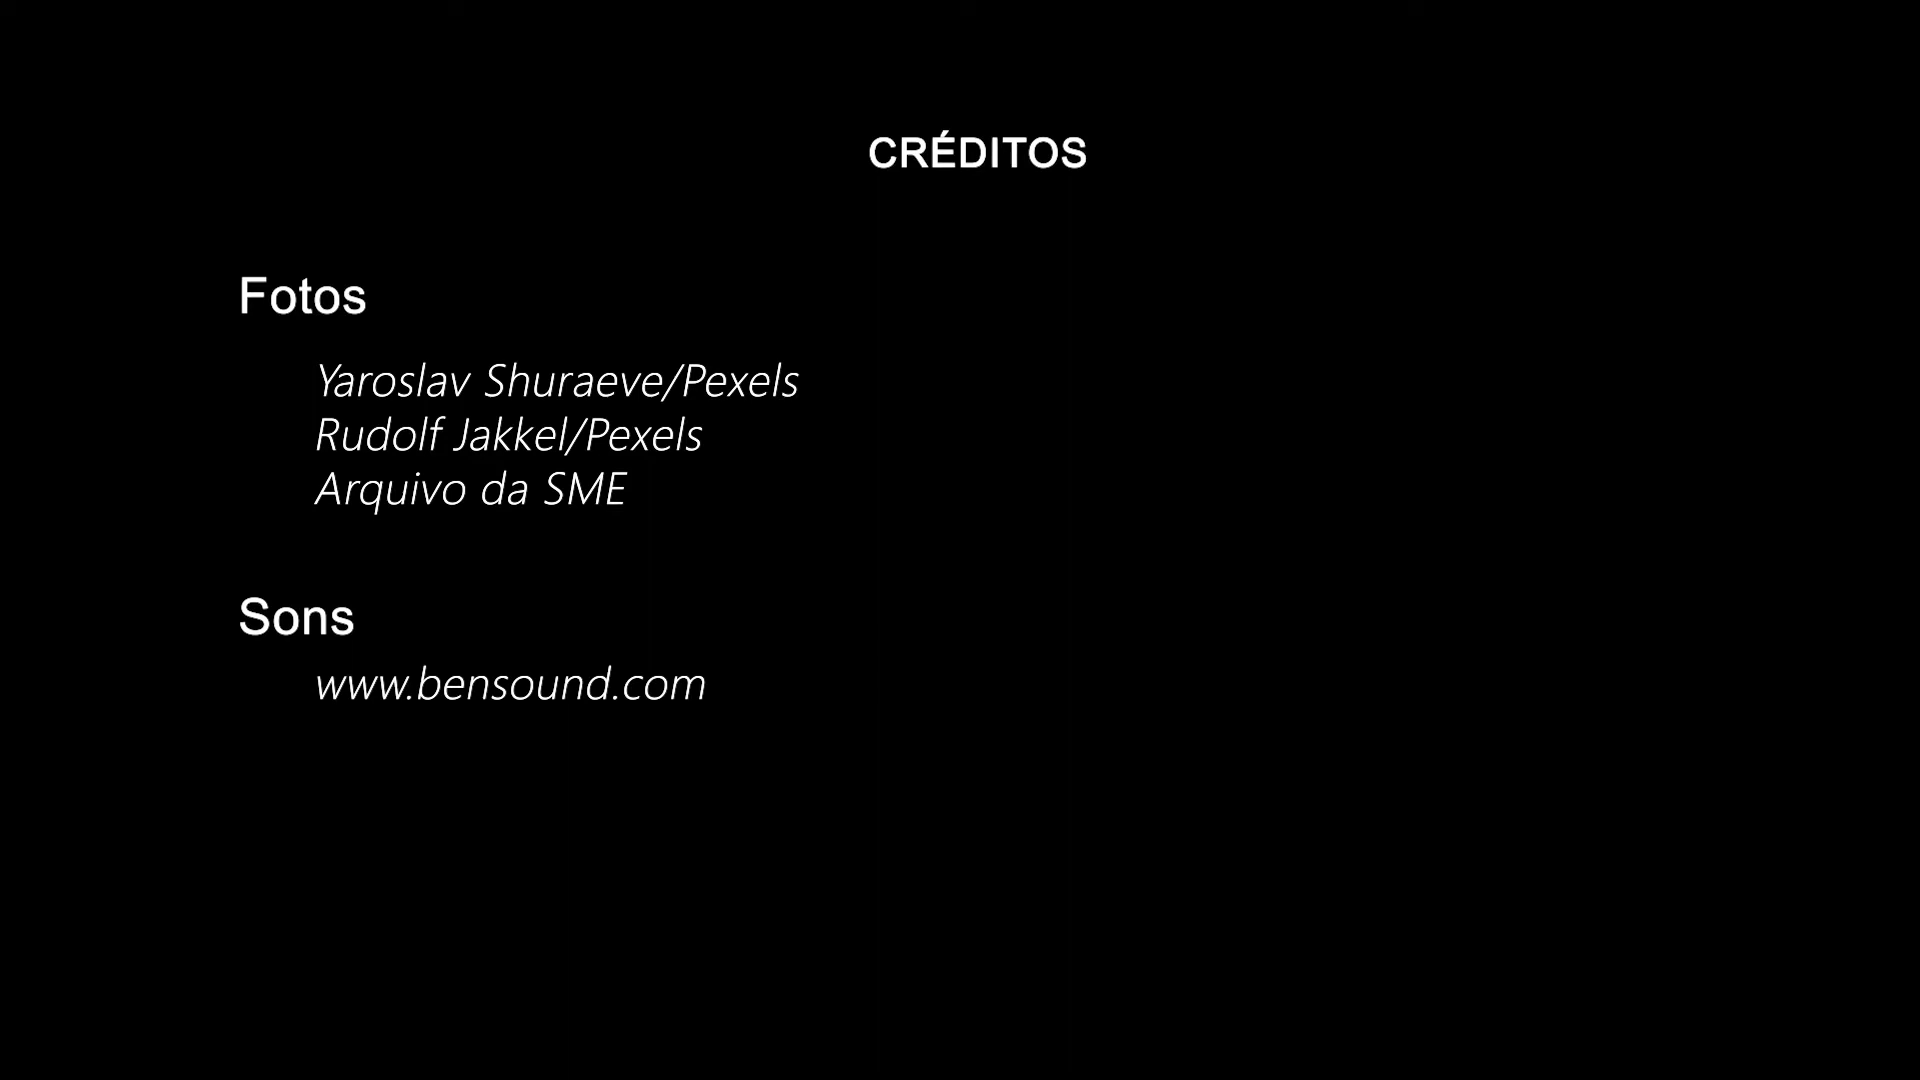 CRÉDITOS
Fotos
Yaroslav Shuraeve/Pexels
Rudolf Jakkel/Pexels
Arquivo da SME
Sons
www.bensound.com